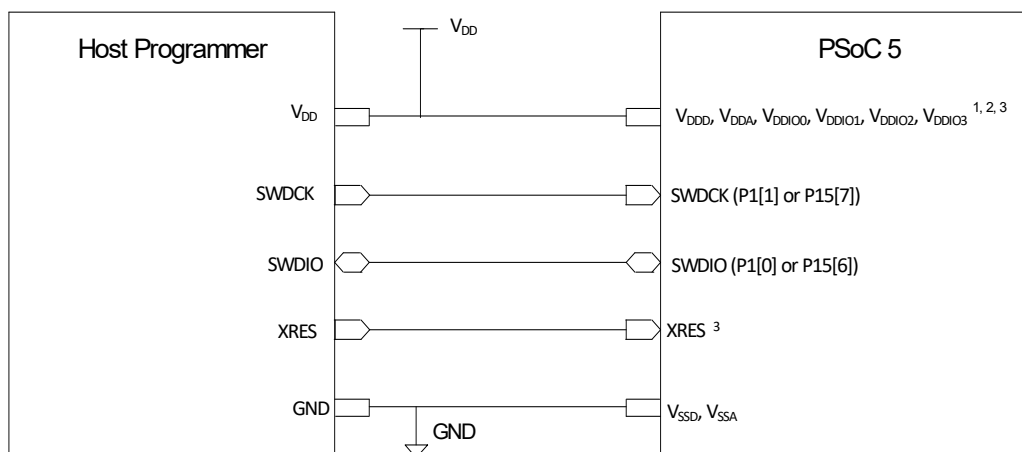 Host Programmer
PSoC 5
VDD
VDD
VDDD, VDDA, VDDIO0, VDDIO1, VDDIO2, VDDIO3 1, 2, 3
SWDCK
SWDCK (P1[1] or P15[7])
SWDIO
SWDIO (P1[0] or P15[6])
XRES
XRES 3
GND
GND
VSSD, VSSA